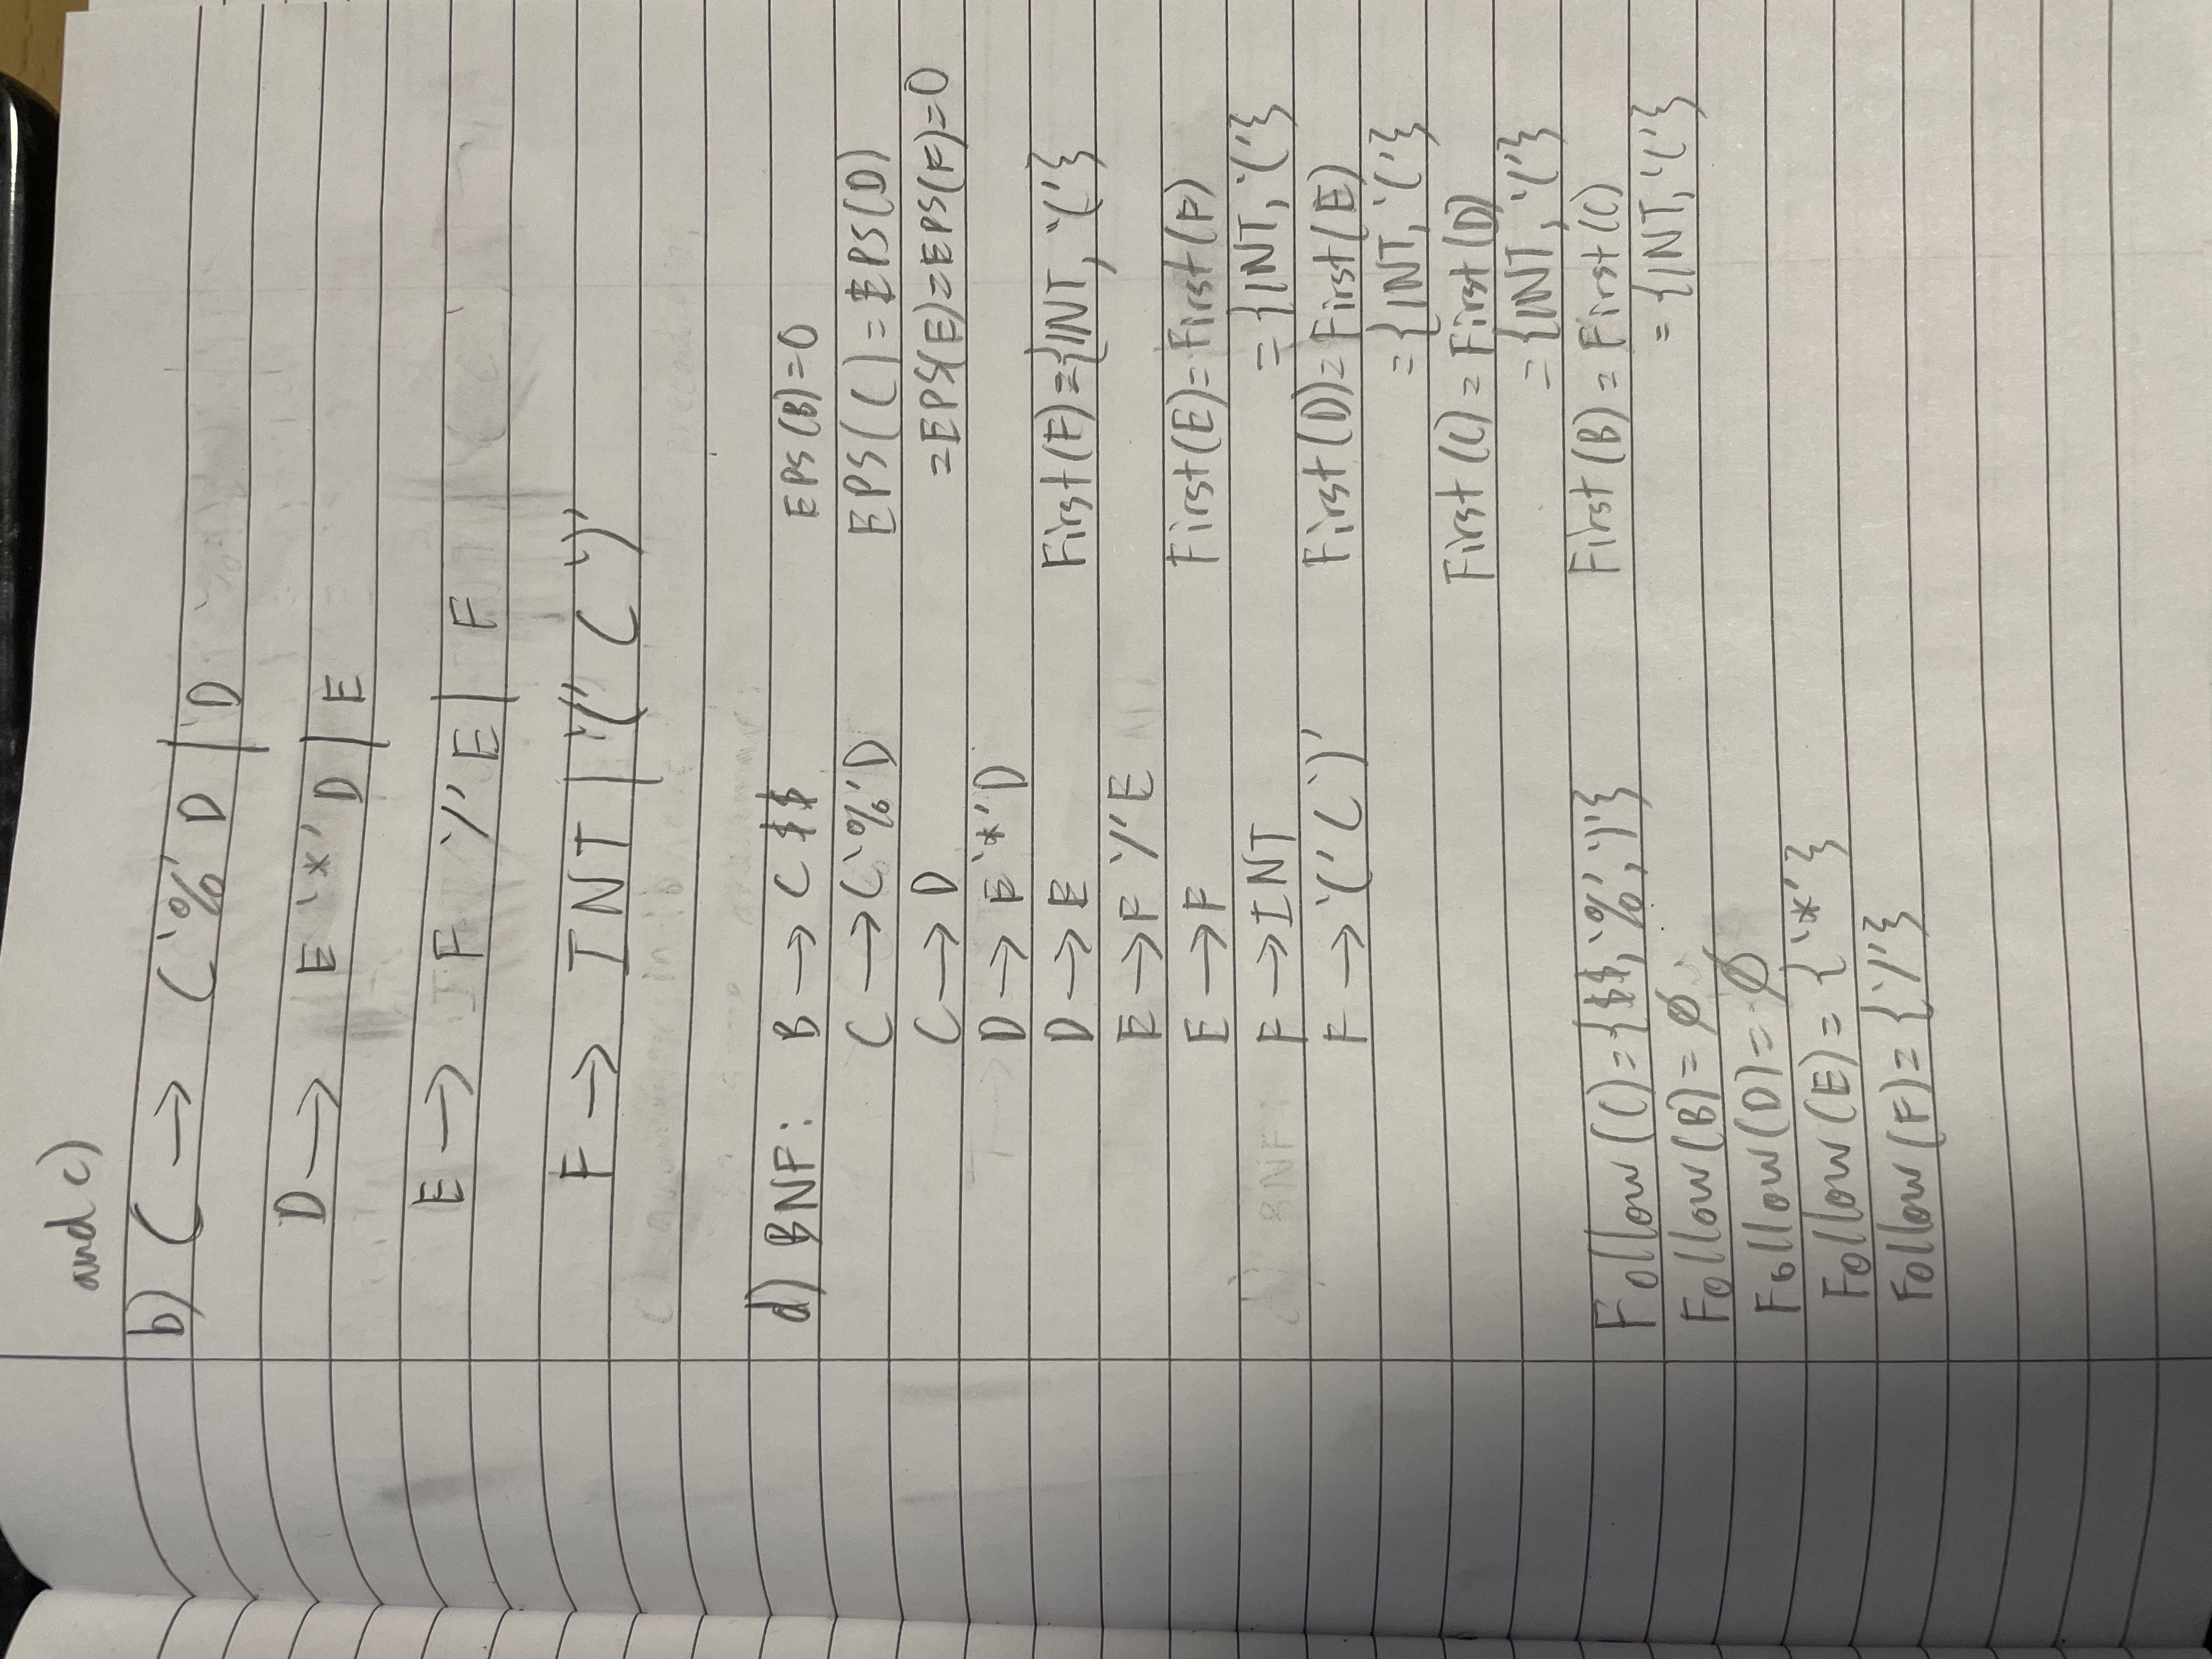 and c)
b) C → C '%' D | D
D → E '*' D | E
E → F '/' E | F
F → INT | '(' C ')'
d) BNF: B → C $$ EPS(B)=0
C → C '%' D EPS(C)=EPS(D)
C → D =EPS(E)=EPS(F)=0
D → E '*' D
D → E First(F)={INT, '('}
E → F '/' E
E → F First(E)=First(F)
F → INT ={INT, '('}
F → '(' C ')' First(D)=First(E)
={INT, '('}
First(C)=First(D)
={INT, '('}
Follow(C)={$$, '%', ')'} First(B)=First(C)
Follow(B)=∅ ={INT, '('}
Follow(D)=∅
Follow(E)={'*'}
Follow(F)={'/'}